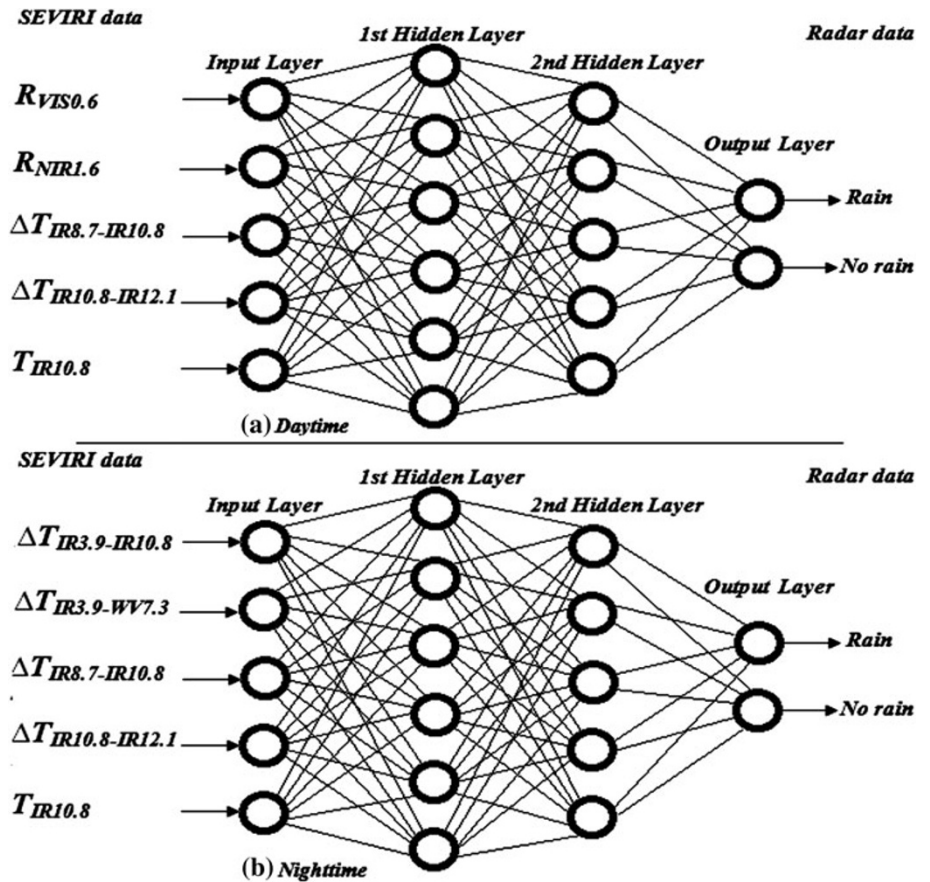 SEVIRI data
Radar data
Input Layer
1st Hidden Layer
2nd Hidden Layer
Output Layer
R_VIS0.6
R_NIR1.6
ΔT_IR8.7-IR10.8
ΔT_IR10.8-IR12.1
T_IR10.8
Rain
No rain
(a) Daytime
SEVIRI data
Radar data
Input Layer
1st Hidden Layer
2nd Hidden Layer
Output Layer
ΔT_IR3.9-IR10.8
ΔT_IR3.9-WV7.3
ΔT_IR8.7-IR10.8
ΔT_IR10.8-IR12.1
T_IR10.8
Rain
No rain
(b) Nighttime